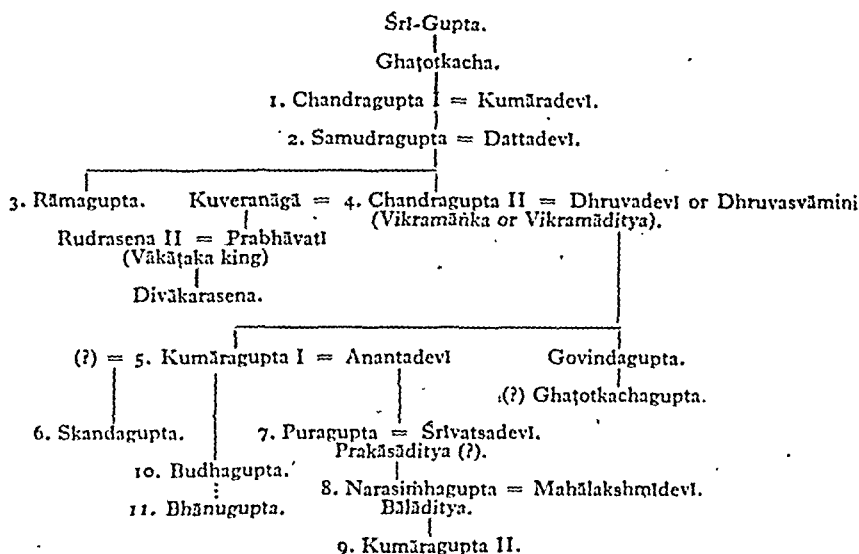 Śrī-Gupta.
Ghaṭotkacha.
1. Chandragupta I = Kumāradevī.
2. Samudragupta = Dattadevī.
3. Rāmagupta. Kuveranāgā = 4. Chandragupta II = Dhruvadevī or Dhruvasvāmini
(Vikramāṅka or Vikramāditya).
Rudrasena II = Prabhāvatī
(Vākāṭaka king)
Divākarasena.
(?) = 5. Kumāragupta I = Anantadevī Govindagupta.
(?) Ghaṭotkachagupta.
6. Skandagupta. 7. Puragupta = Śrīvatsadevī.
Prakāsāditya (?).
10. Budhagupta.
8. Narasiṁhagupta = Mahālakshmīdevī.
11. Bhānugupta. Bālāditya.
9. Kumāragupta II.